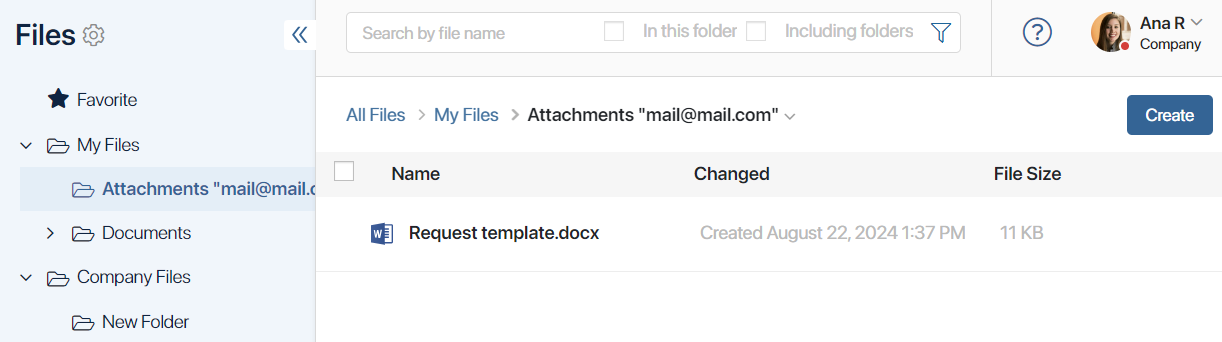 Files
Search by file name
In this folder
Including folders
?
Ana R
Company
Favorite
My Files
Attachments "mail@mail.c
Documents
Company Files
New Folder
All Files > My Files > Attachments "mail@mail.com"
Create
Name Changed File Size
Request template.docx Created August 22, 2024 1:37 PM 11 KB